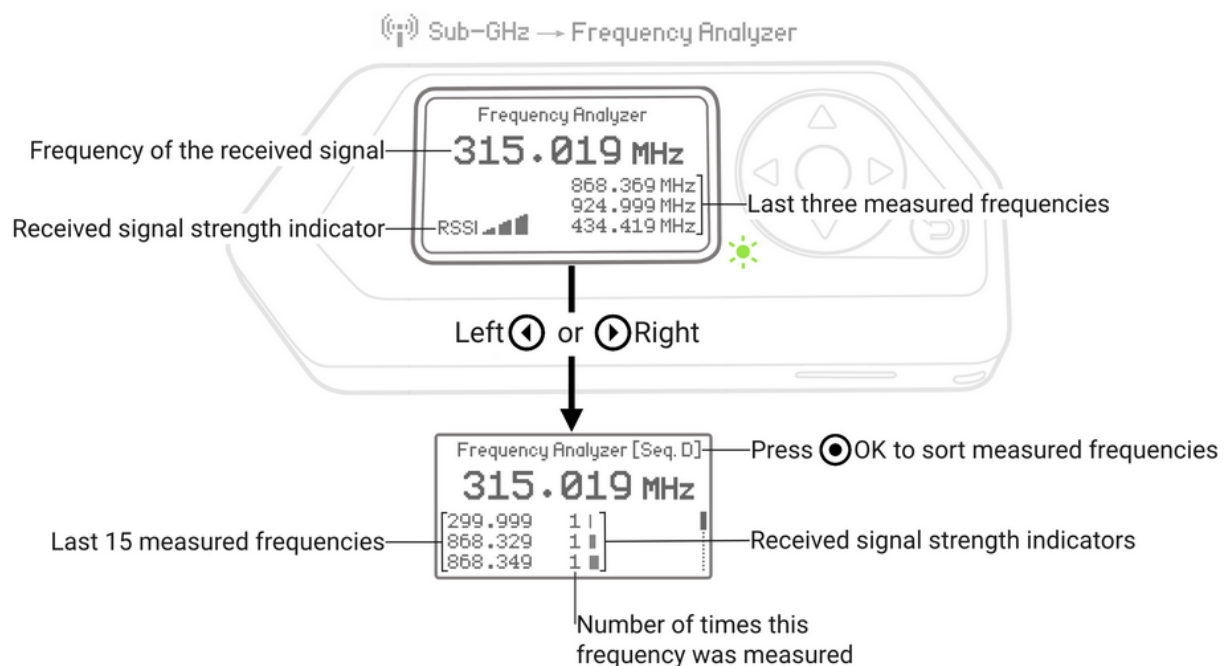 Sub-GHz → Frequency Analyzer
Frequency Analyzer
315.019 MHz
868.369 MHz
924.999 MHz
434.419 MHz
RSSI
Frequency of the received signal
Received signal strength indicator
Last three measured frequencies
Left or Right
Frequency Analyzer [Seq. D]
315.019 MHz
299.999 1
868.329 1
868.349 1
Press OK to sort measured frequencies
Last 15 measured frequencies
Received signal strength indicators
Number of times this
frequency was measured